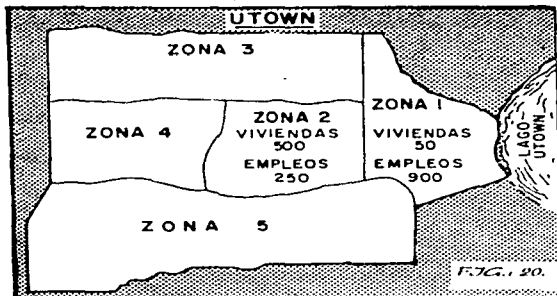 UTOWN
ZONA 3
ZONA 4
ZONA 2
VIVIENDAS
500
EMPLEOS
250
ZONA 1
VIVIENDAS
50
EMPLEOS
900
LAGO
UTOWN
ZONA 5
FIG.: 20.